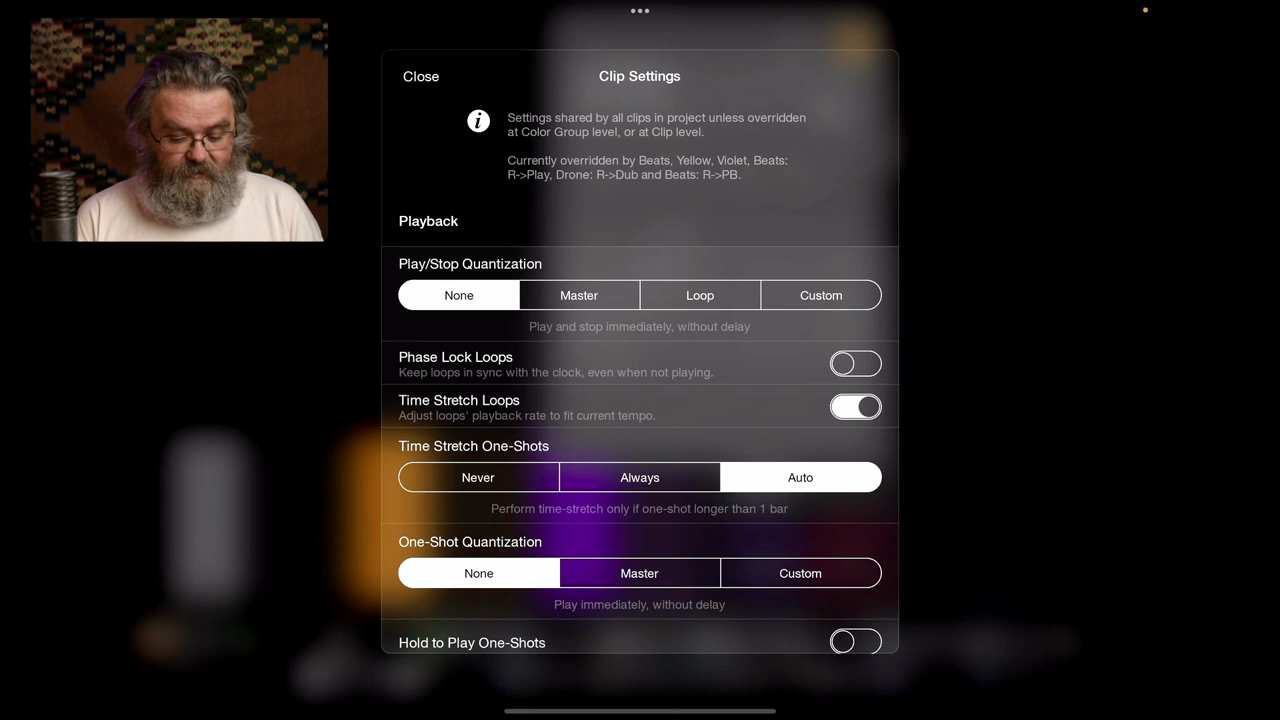 Close
Clip Settings
Settings shared by all clips in project unless overridden
at Color Group level, or at Clip level.
Currently overridden by Beats, Yellow, Violet, Beats:
R->Play, Drone: R->Dub and Beats: R->PB.
Playback
Play/Stop Quantization
None Master Loop Custom
Play and stop immediately, without delay
Phase Lock Loops
Keep loops in sync with the clock, even when not playing.
Time Stretch Loops
Adjust loops' playback rate to fit current tempo.
Time Stretch One-Shots
Never Always Auto
Perform time-stretch only if one-shot longer than 1 bar
One-Shot Quantization
None Master Custom
Play immediately, without delay
Hold to Play One-Shots